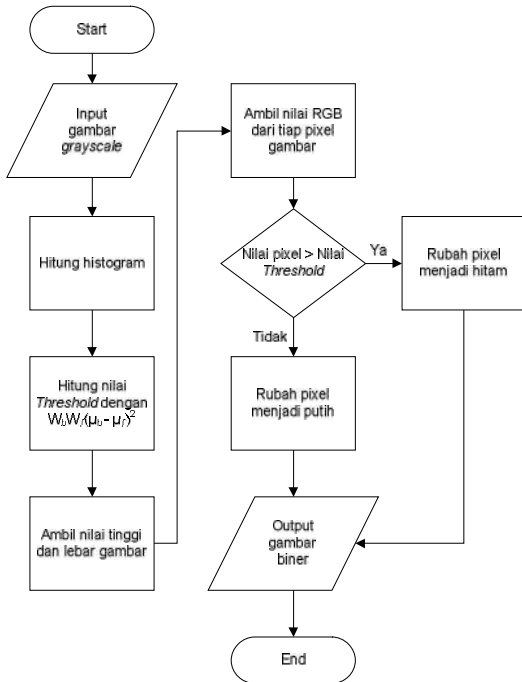 Start
Input
gambar
grayscale
Hitung histogram
Hitung nilai
Threshold dengan
WbWf(μb - μf)²
Ambil nilai tinggi
dan lebar gambar
Ambil nilai RGB
dari tiap pixel
gambar
Nilai pixel > Nilai
Threshold
Ya
Rubah pixel
menjadi hitam
Tidak
Rubah pixel
menjadi putih
Output
gambar
biner
End